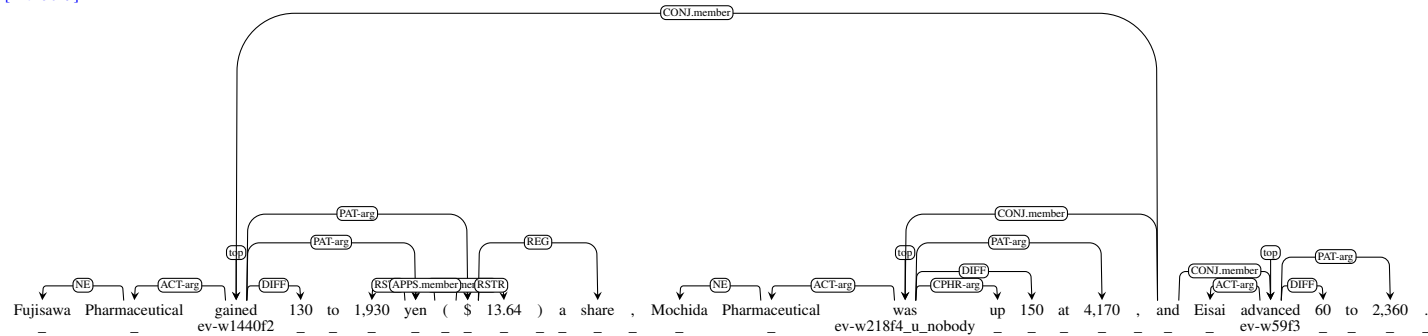 CONJ.member
PAT-arg CONJ.member
top PAT-arg REG top PAT-arg top PAT-arg
NE ACT-arg DIFF APPS.member RSTR NE ACT-arg DIFF CPHR-arg CONJ.member ACT-arg DIFF
Fujisawa Pharmaceutical gained 130 to 1,930 yen ( $ 13.64 ) a share , Mochida Pharmaceutical was up 150 at 4,170 , and Eisai advanced 60 to 2,360 .
ev-w1440f2 ev-w218f4_u_nobody ev-w59f3
_ _ _ _ _ _ _ _ _ _ _ _ _ _ _ _ _ _ _ _ _ _ _ _ _ _ _ _